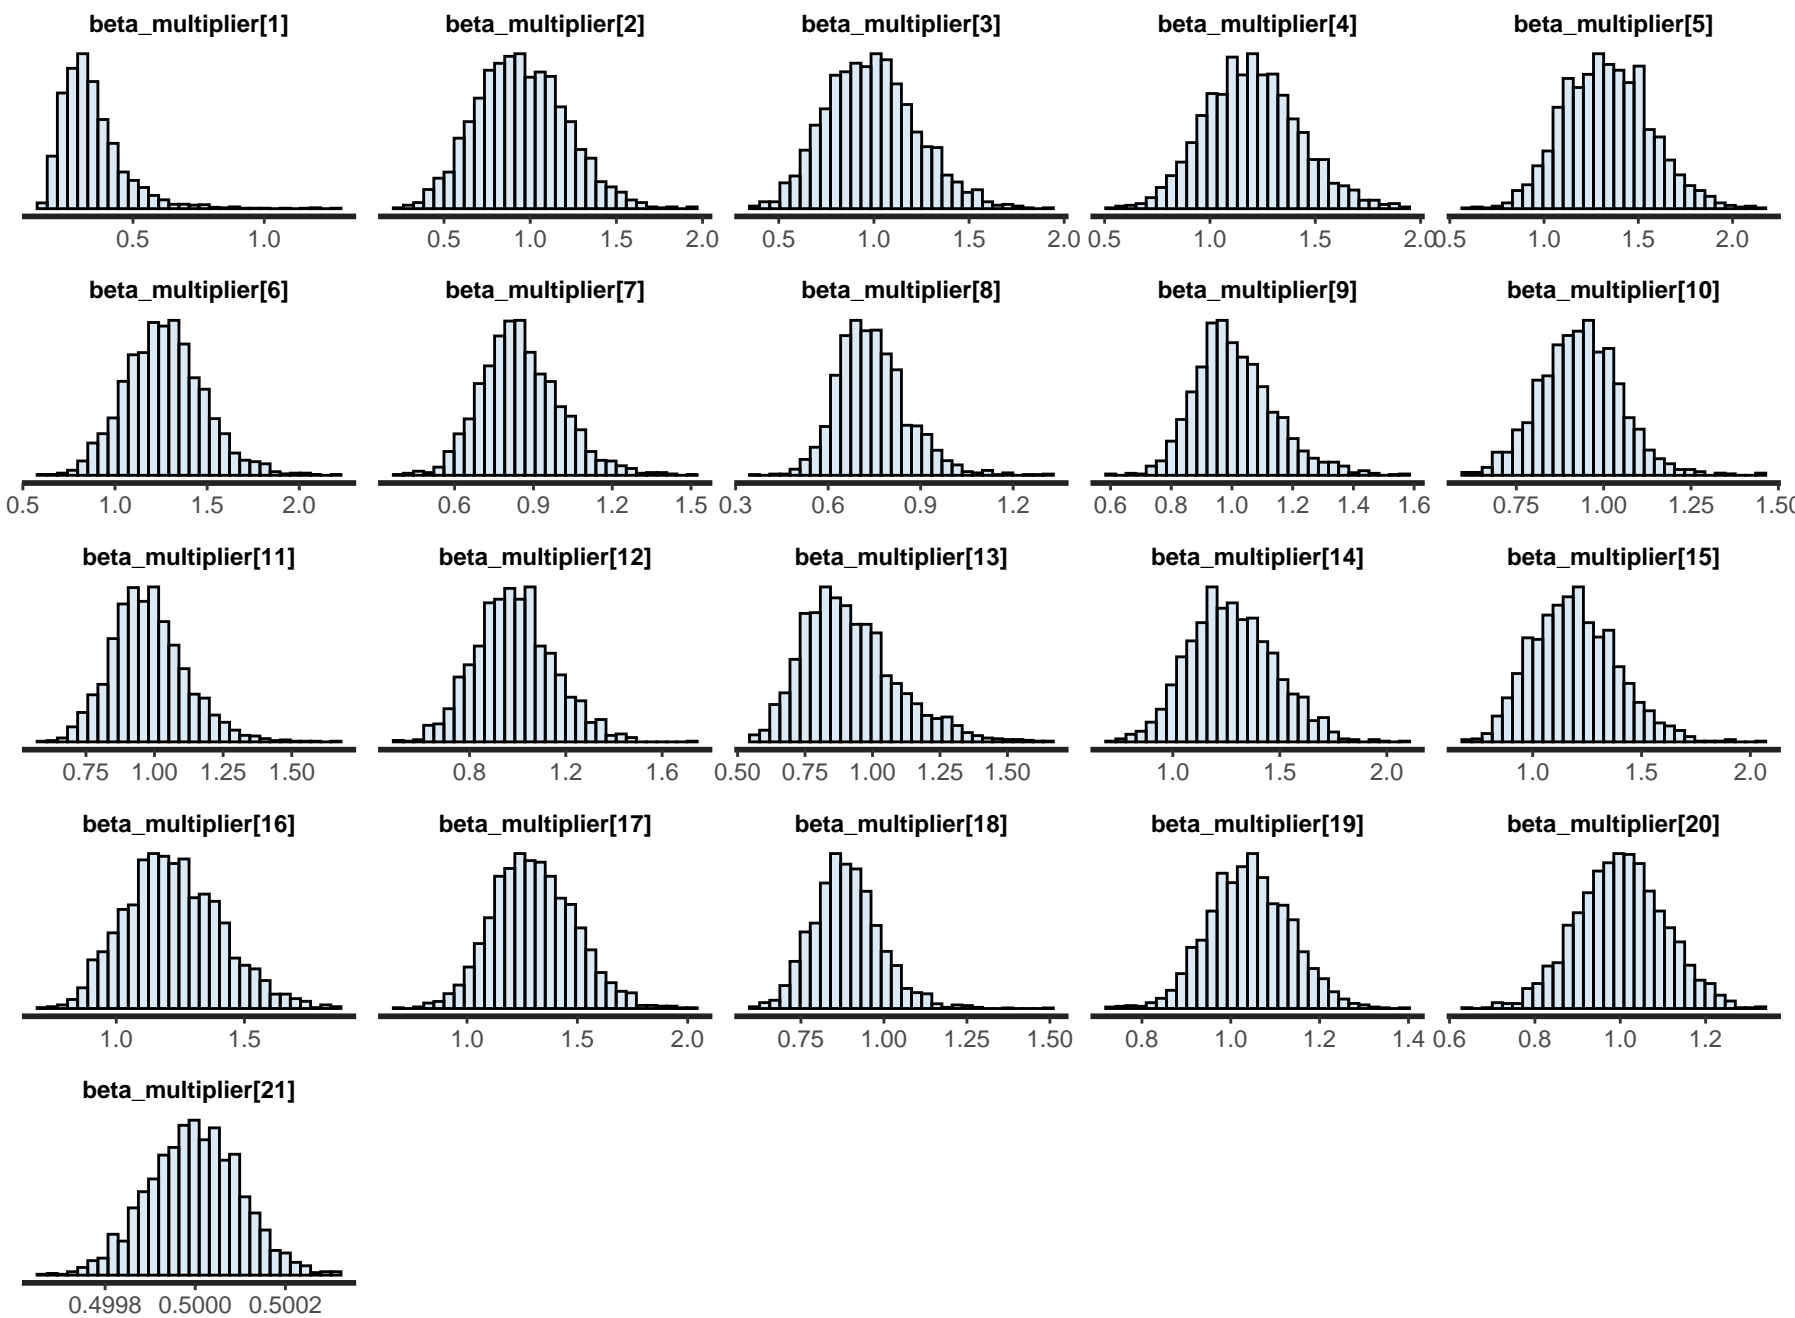 beta_multiplier[1] beta_multiplier[2] beta_multiplier[3] beta_multiplier[4] beta_multiplier[5]
0.5 1.0 0.5 1.0 1.5 2.0 0.5 1.0 1.5 2.0 0.5 1.0 1.5 2.0 0.5 1.0 1.5 2.0
beta_multiplier[6] beta_multiplier[7] beta_multiplier[8] beta_multiplier[9] beta_multiplier[10]
0.5 1.0 1.5 2.0 0.6 0.9 1.2 1.5 0.3 0.6 0.9 1.2 0.6 0.8 1.0 1.2 1.4 1.6 0.75 1.00 1.25 1.50
beta_multiplier[11] beta_multiplier[12] beta_multiplier[13] beta_multiplier[14] beta_multiplier[15]
0.75 1.00 1.25 1.50 0.8 1.2 1.6 0.50 0.75 1.00 1.25 1.50 1.0 1.5 2.0 1.0 1.5 2.0
beta_multiplier[16] beta_multiplier[17] beta_multiplier[18] beta_multiplier[19] beta_multiplier[20]
1.0 1.5 1.0 1.5 2.0 0.75 1.00 1.25 1.50 0.8 1.0 1.2 1.4 0.6 0.8 1.0 1.2
beta_multiplier[21]
0.4998 0.5000 0.5002